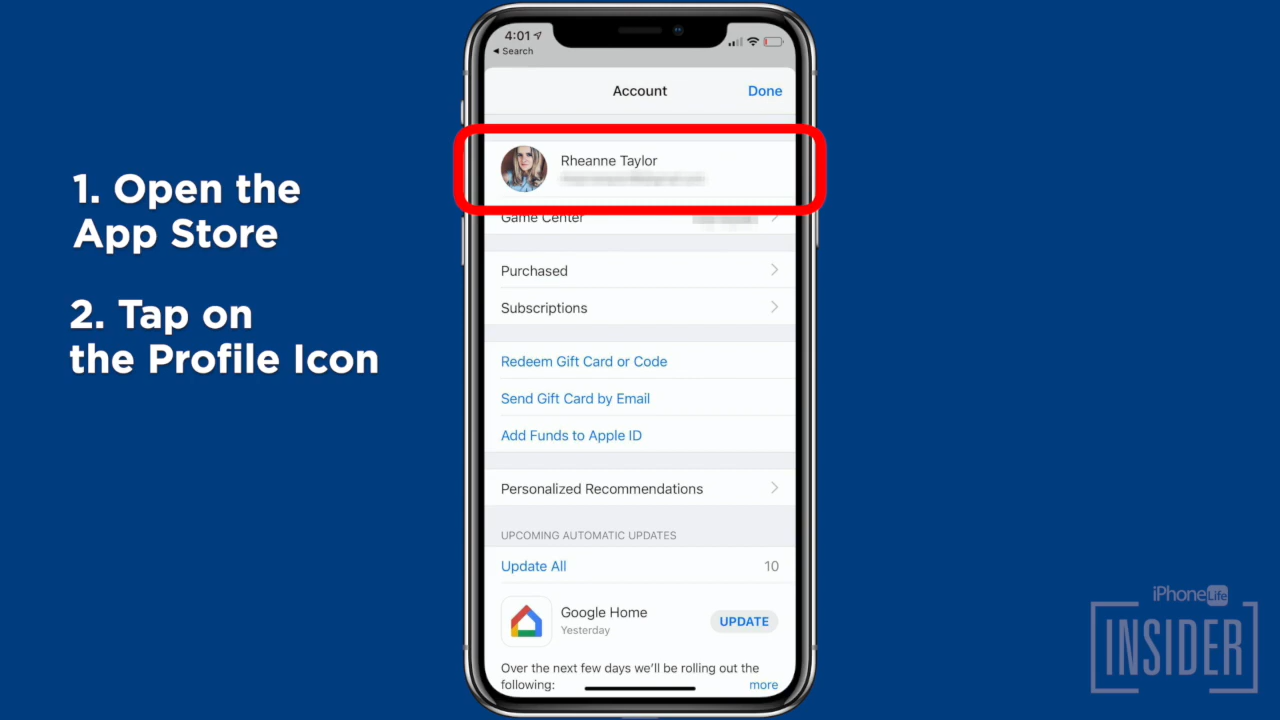 1. Open the
App Store
2. Tap on
the Profile Icon
4:01
Search
Account
Done
Rheanne Taylor
Game Center
Purchased
Subscriptions
Redeem Gift Card or Code
Send Gift Card by Email
Add Funds to Apple ID
Personalized Recommendations
UPCOMING AUTOMATIC UPDATES
Update All
10
Google Home
Yesterday
UPDATE
Over the next few days we'll be rolling out the
following:
more
iPhoneLife
INSIDER